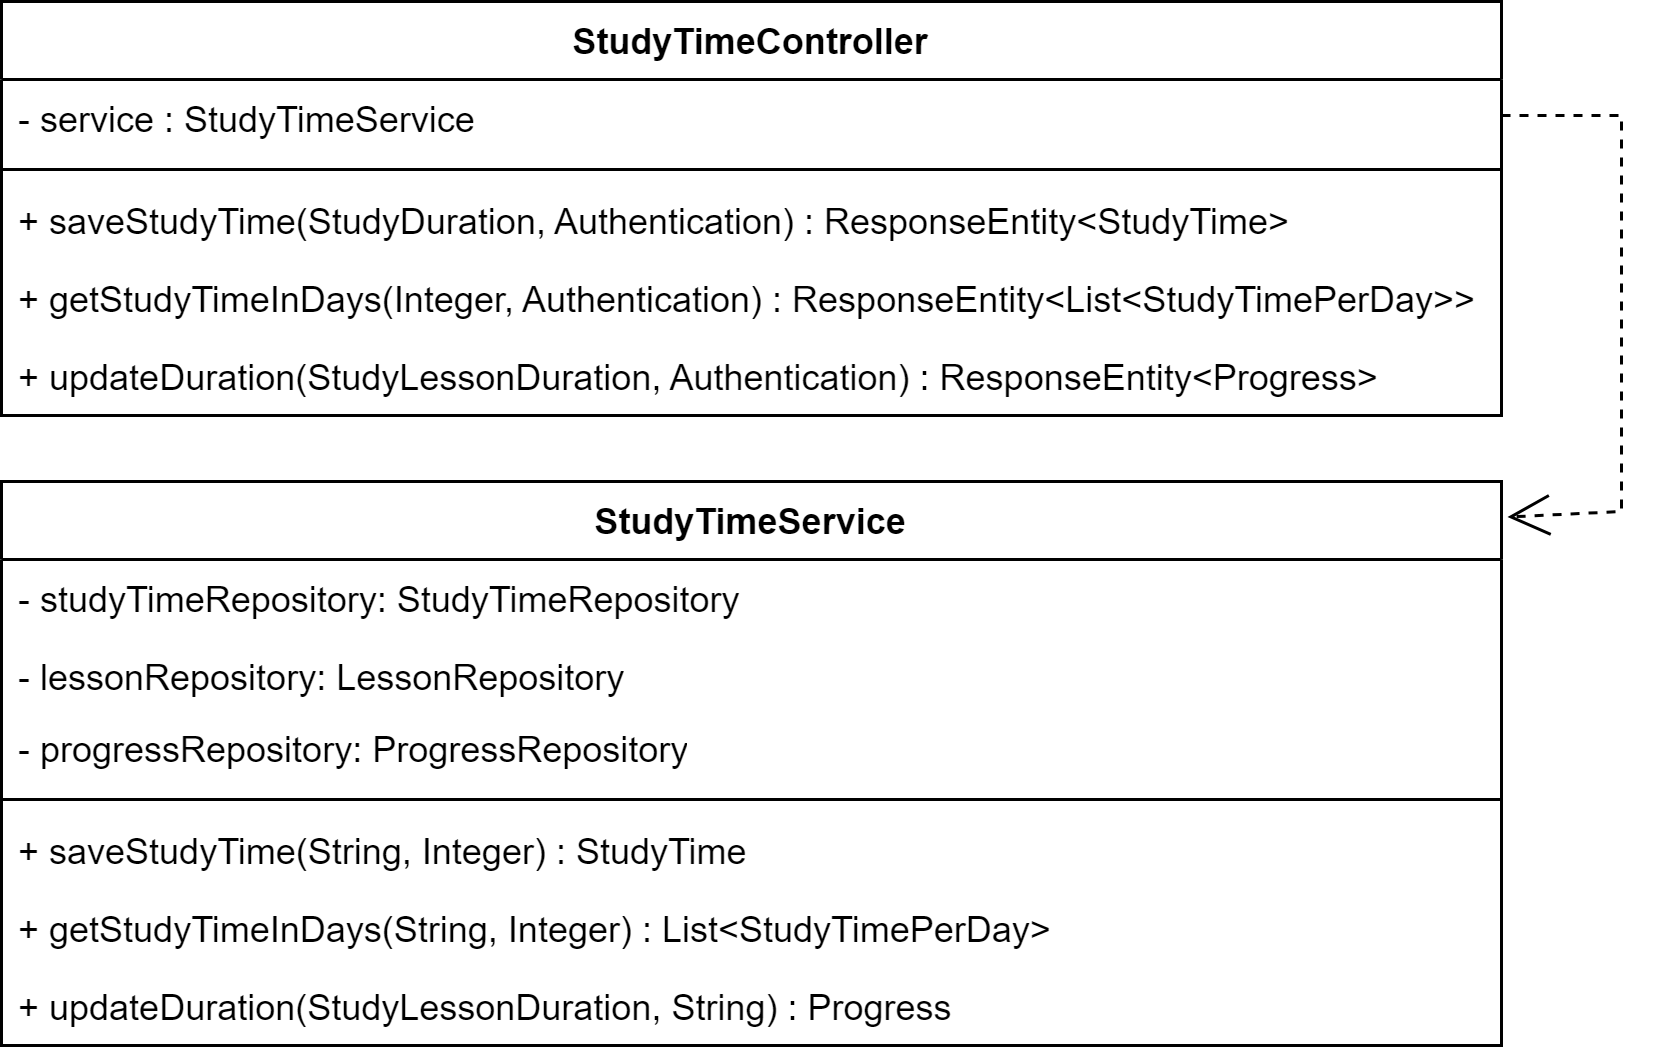 StudyTimeController
- service : StudyTimeService
+ saveStudyTime(StudyDuration, Authentication) : ResponseEntity<StudyTime>
+ getStudyTimeInDays(Integer, Authentication) : ResponseEntity<List<StudyTimePerDay>>
+ updateDuration(StudyLessonDuration, Authentication) : ResponseEntity<Progress>
StudyTimeService
- studyTimeRepository: StudyTimeRepository
- lessonRepository: LessonRepository
- progressRepository: ProgressRepository
+ saveStudyTime(String, Integer) : StudyTime
+ getStudyTimeInDays(String, Integer) : List<StudyTimePerDay>
+ updateDuration(StudyLessonDuration, String) : Progress